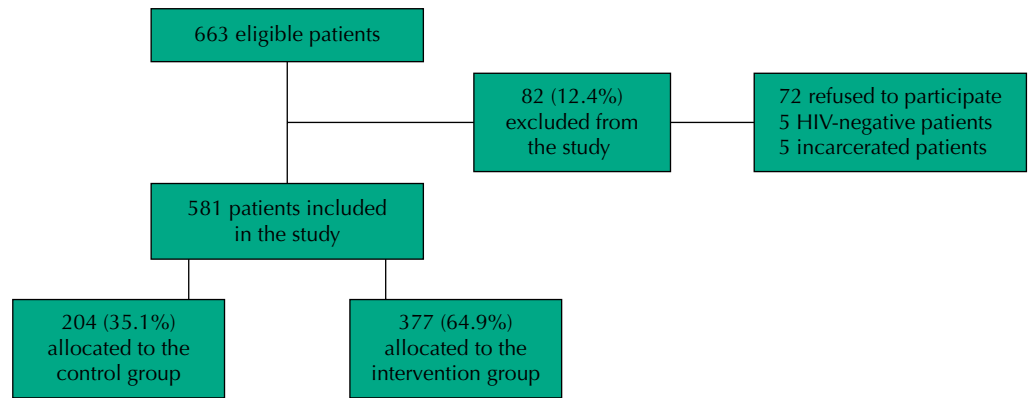 663 eligible patients
82 (12.4%)
excluded from
the study
72 refused to participate
5 HIV-negative patients
5 incarcerated patients
581 patients included
in the study
204 (35.1%)
allocated to the
control group
377 (64.9%)
allocated to the
intervention group